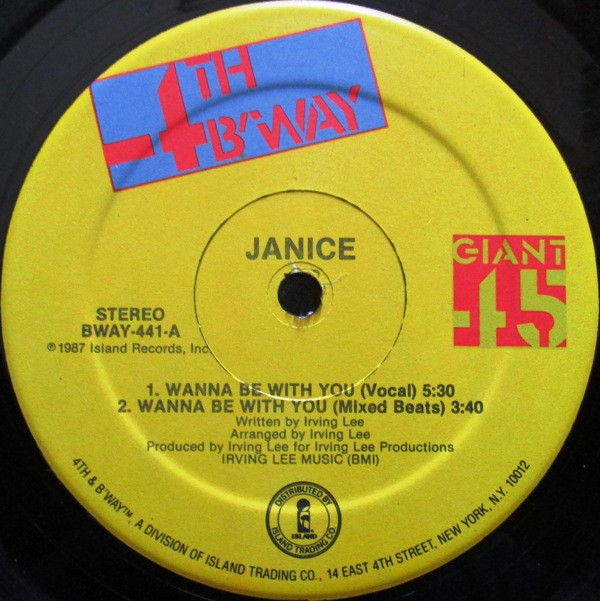 4TH
B'WAY
JANICE
GIANT
45
STEREO
BWAY-441-A
℗1987 Island Records, Inc.
1. WANNA BE WITH YOU (Vocal) 5:30
2. WANNA BE WITH YOU (Mixed Beats) 3:40
Written by Irving Lee
Arranged by Irving Lee
Produced by Irving Lee for Irving Lee Productions
IRVING LEE MUSIC (BMI)
DISTRIBUTED BY
ISLAND
ISLAND TRADING CO.
4TH & B'WAY™, A DIVISION OF ISLAND TRADING CO., 14 EAST 4TH STREET, NEW YORK, N.Y. 10012